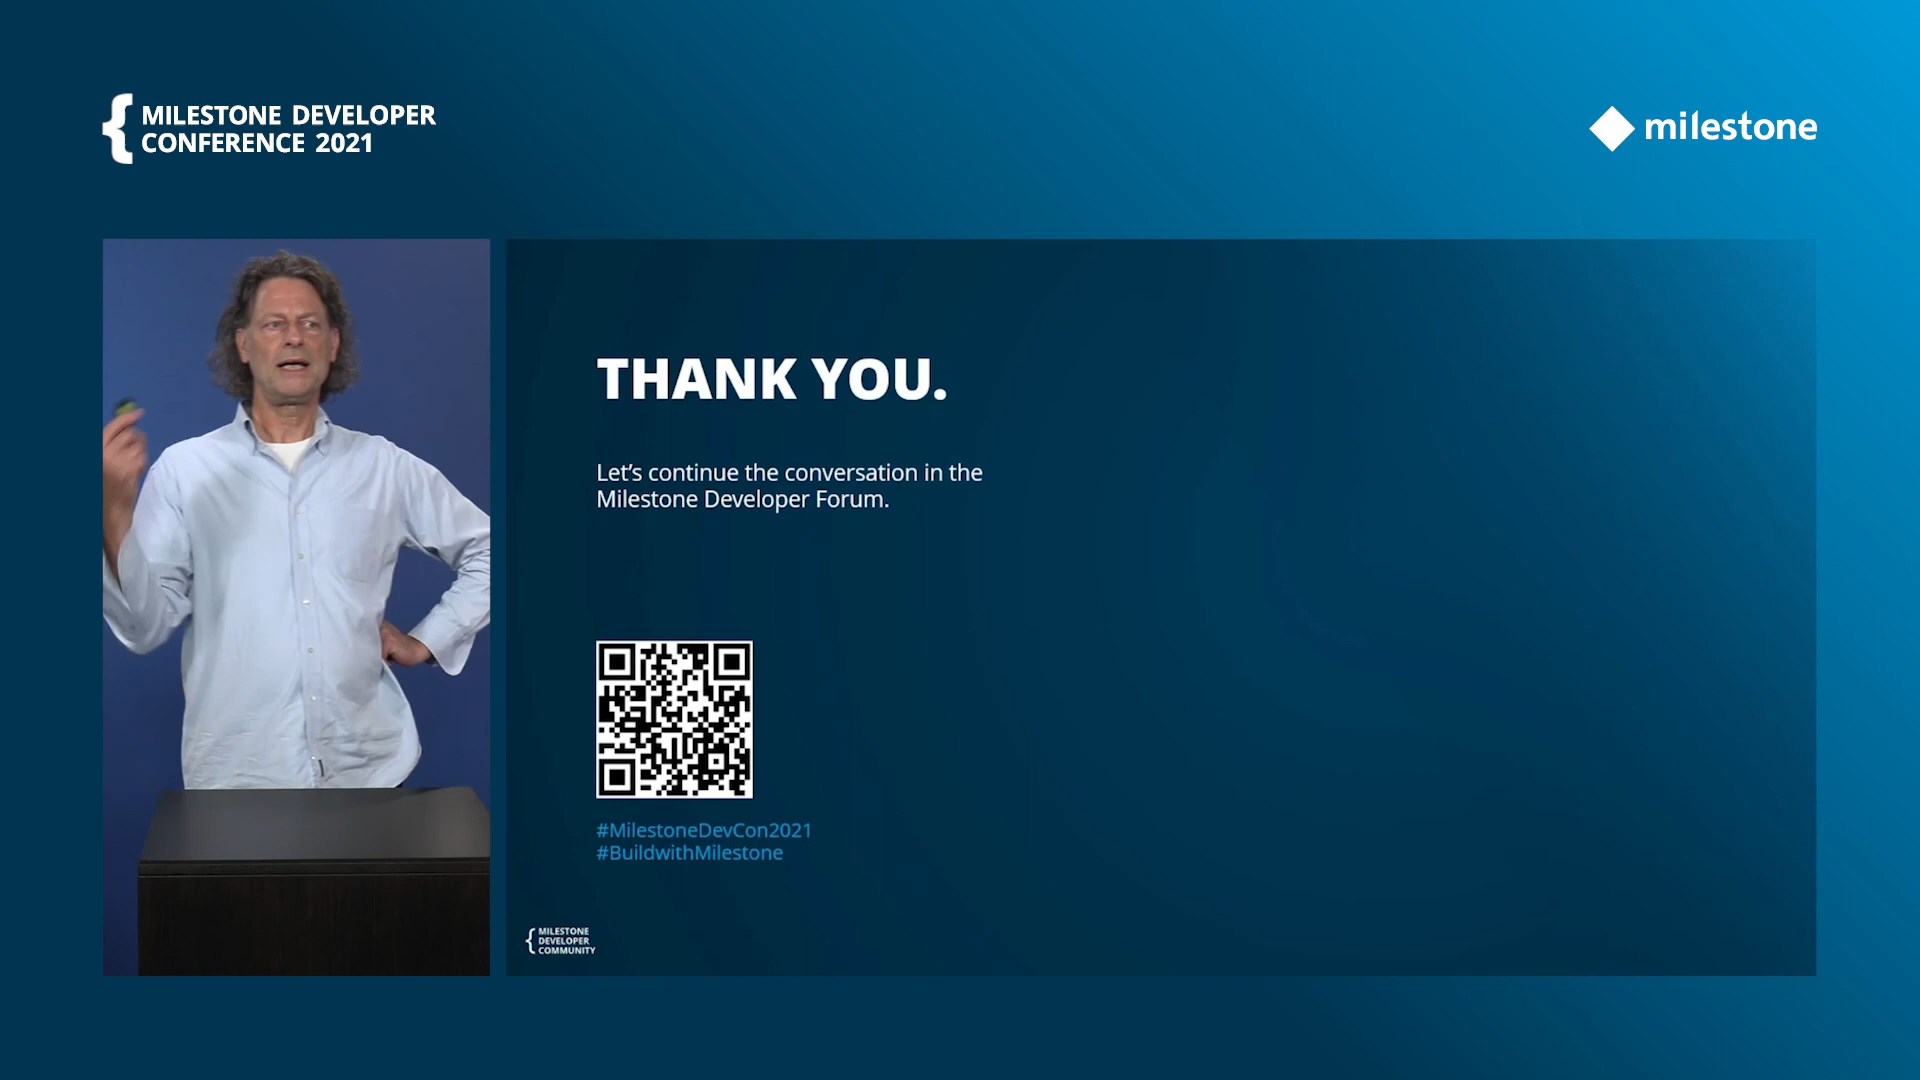 MILESTONE DEVELOPER
CONFERENCE 2021
milestone
THANK YOU.
Let’s continue the conversation in the
Milestone Developer Forum.
#MilestoneDevCon2021
#BuildwithMilestone
MILESTONE
DEVELOPER
COMMUNITY